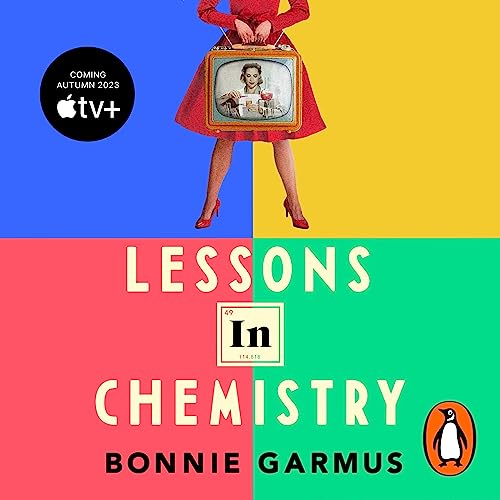 COMING
AUTUMN 2023
tv+
LESSONS
49
In
114.818
CHEMISTRY
BONNIE GARMUS